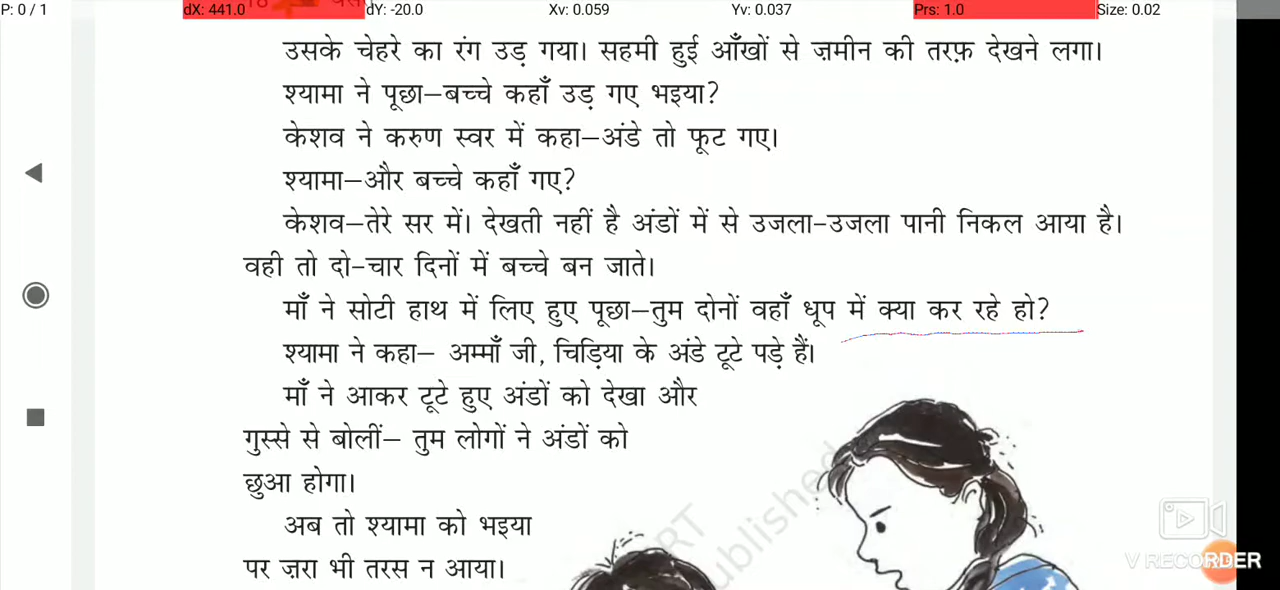 P: 0 / 1 dX: 441.0 dY: -20.0 Xv: 0.059 Yv: 0.037 Prs: 1.0 Size: 0.02
उसके चेहरे का रंग उड़ गया। सहमी हुई आँखों से ज़मीन की तरफ़ देखने लगा।
श्यामा ने पूछा–बच्चे कहाँ उड़ गए भइया?
केशव ने करुण स्वर में कहा–अंडे तो फूट गए।
श्यामा–और बच्चे कहाँ गए?
केशव–तेरे सर में। देखती नहीं है अंडों में से उजला-उजला पानी निकल आया है।
वही तो दो-चार दिनों में बच्चे बन जाते।
माँ ने सोटी हाथ में लिए हुए पूछा–तुम दोनों वहाँ धूप में क्या कर रहे हो?
श्यामा ने कहा– अम्माँ जी, चिड़िया के अंडे टूटे पड़े हैं।
माँ ने आकर टूटे हुए अंडों को देखा और
गुस्से से बोलीं– तुम लोगों ने अंडों को
छुआ होगा।
अब तो श्यामा को भइया
पर ज़रा भी तरस न आया।
V RECORDER